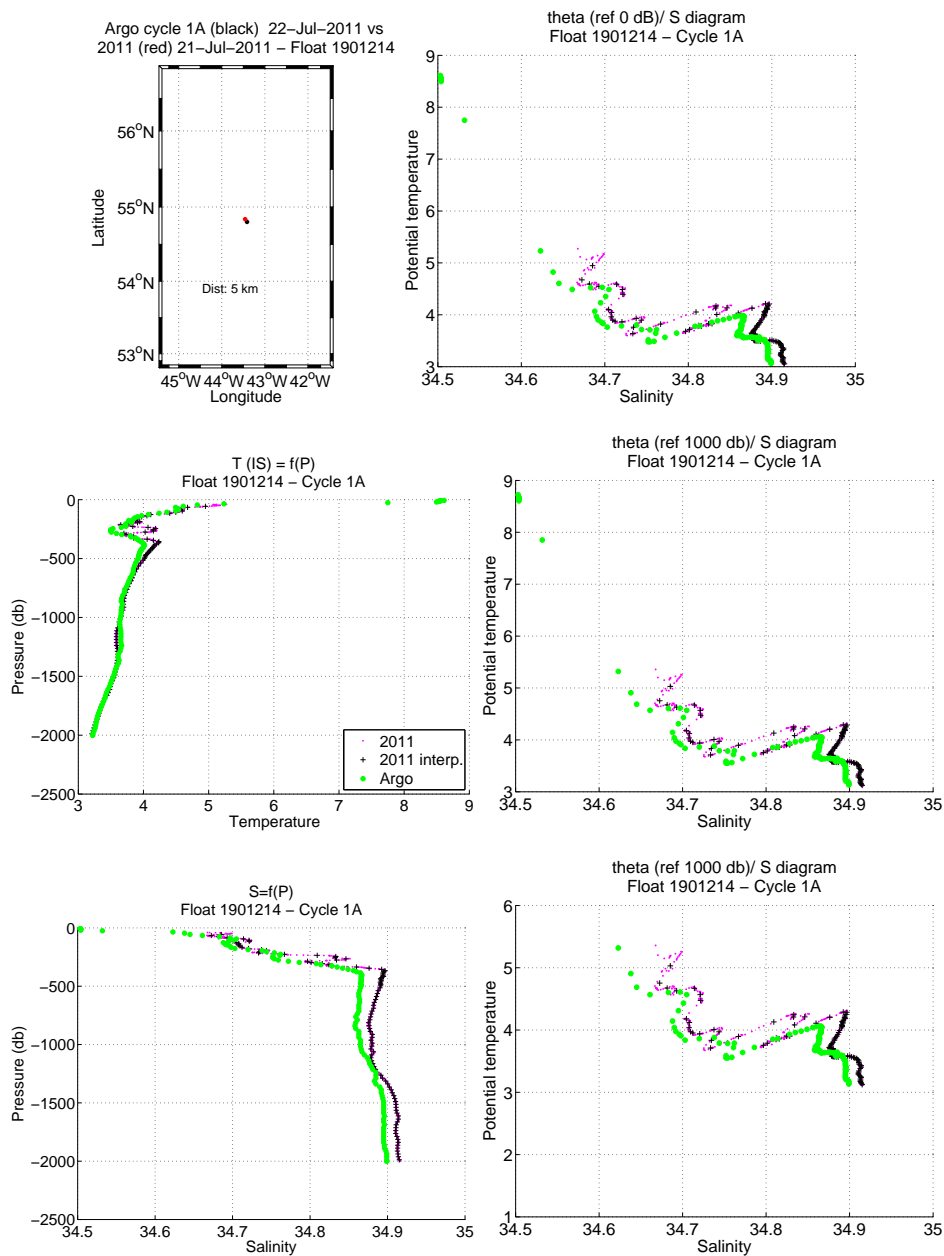 Argo cycle 1A (black)  22−Jul−2011 vs
2011 (red) 21−Jul−2011 − Float 1901214
56°N
55°N
54°N
53°N
Latitude
Dist: 5 km
45°W 44°W 43°W 42°W
Longitude
theta (ref 0 dB)/ S diagram
Float 1901214 − Cycle 1A
9
8
7
6
5
4
3
Potential temperature
34.5 34.6 34.7 34.8 34.9 35
Salinity
T (IS) = f(P)
Float 1901214 − Cycle 1A
0
−500
−1000
−1500
−2000
−2500
Pressure (db)
2011
2011 interp.
Argo
3 4 5 6 7 8 9
Temperature
theta (ref 1000 db)/ S diagram
Float 1901214 − Cycle 1A
9
8
7
6
5
4
3
Potential temperature
34.5 34.6 34.7 34.8 34.9 35
Salinity
S=f(P)
Float 1901214 − Cycle 1A
0
−500
−1000
−1500
−2000
−2500
Pressure (db)
34.5 34.6 34.7 34.8 34.9 35
Salinity
theta (ref 1000 db)/ S diagram
Float 1901214 − Cycle 1A
6
5
4
3
2
1
Potential temperature
34.5 34.6 34.7 34.8 34.9 35
Salinity